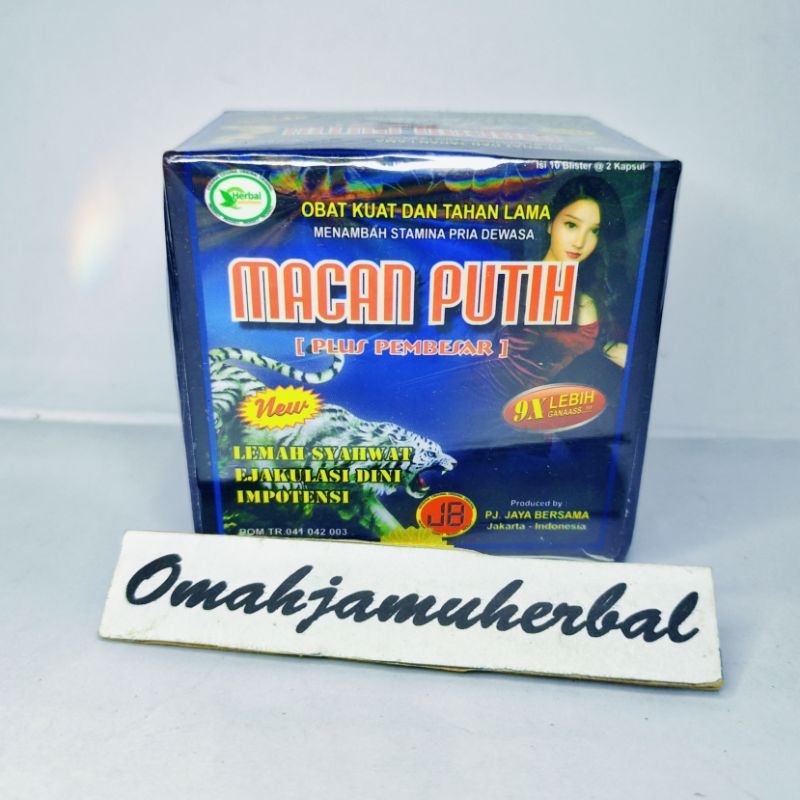 Isi 10 Blister @ 2 Kapsul
Herbal
OBAT KUAT DAN TAHAN LAMA
MENAMBAH STAMINA PRIA DEWASA
MACAN PUTIH
[ PLUS PEMBESAR ]
9X LEBIH
GANAASS..!!!
New
LEMAH SYAHWAT
EJAKULASI DINI
IMPOTENSI
JB
Produced by :
PJ. JAYA BERSAMA
Jakarta - Indonesia
POM TR.041 042 003
Omahjamuherbal